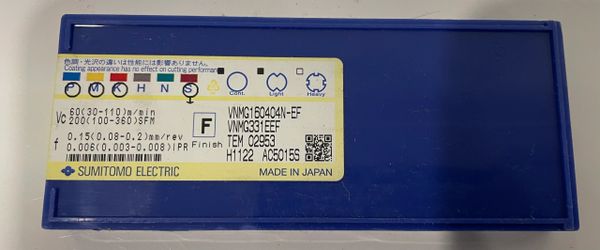 色調・光沢の違いは性能には影響がありません。
Coating appearance has no effect on cutting performance
P M K H N S
Cont. Light Heavy
Vc 60(30-110)m/min
200(100-360)SFM
f 0.15(0.08-0.2)mm/rev
0.006(0.003-0.008)IPR
F
Finish
VNMG160404N-EF
VNMG331EEF
TEM 02953
H1122 AC5015S
SUMITOMO ELECTRIC
MADE IN JAPAN